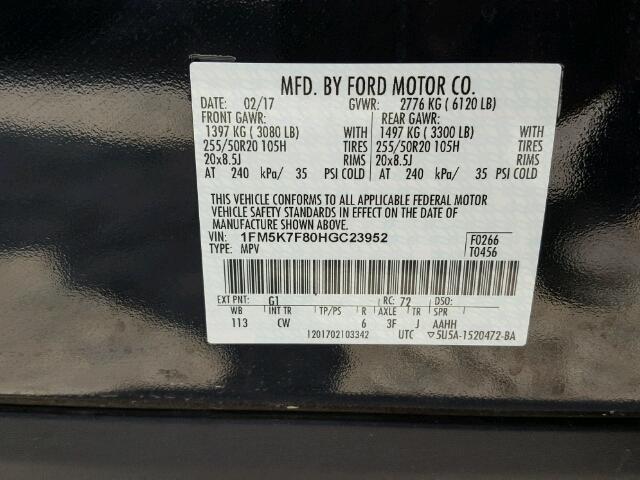 MFD. BY FORD MOTOR CO.
DATE: 02/17 GVWR: 2776 KG ( 6120 LB)
FRONT GAWR: REAR GAWR:
1397 KG ( 3080 LB) WITH 1497 KG ( 3300 LB) WITH
255/50R20 105H TIRES 255/50R20 105H TIRES
20x8.5J RIMS 20x8.5J RIMS
AT 240 kPa/ 35 PSI COLD AT 240 kPa/ 35 PSI COLD
THIS VEHICLE CONFORMS TO ALL APPLICABLE FEDERAL MOTOR
VEHICLE SAFETY STANDARDS IN EFFECT ON THE DATE OF
MANUFACTURE SHOWN ABOVE.
VIN: 1FM5K7F80HGC23952 F0266
TYPE: MPV T0456
EXT PNT: G1 RC: 72 DSO:
WB INT TR TP/PS R AXLE TR SPR
113 CW 6 3F J AAHH
1201702103342 UTC ▽5U5A-1520472-BA